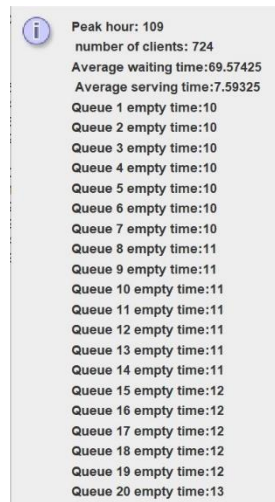 Peak hour: 109
number of clients: 724
Average waiting time:69.57425
Average serving time:7.59325
Queue 1 empty time:10
Queue 2 empty time:10
Queue 3 empty time:10
Queue 4 empty time:10
Queue 5 empty time:10
Queue 6 empty time:10
Queue 7 empty time:10
Queue 8 empty time:11
Queue 9 empty time:11
Queue 10 empty time:11
Queue 11 empty time:11
Queue 12 empty time:11
Queue 13 empty time:11
Queue 14 empty time:11
Queue 15 empty time:12
Queue 16 empty time:12
Queue 17 empty time:12
Queue 18 empty time:12
Queue 19 empty time:12
Queue 20 empty time:13